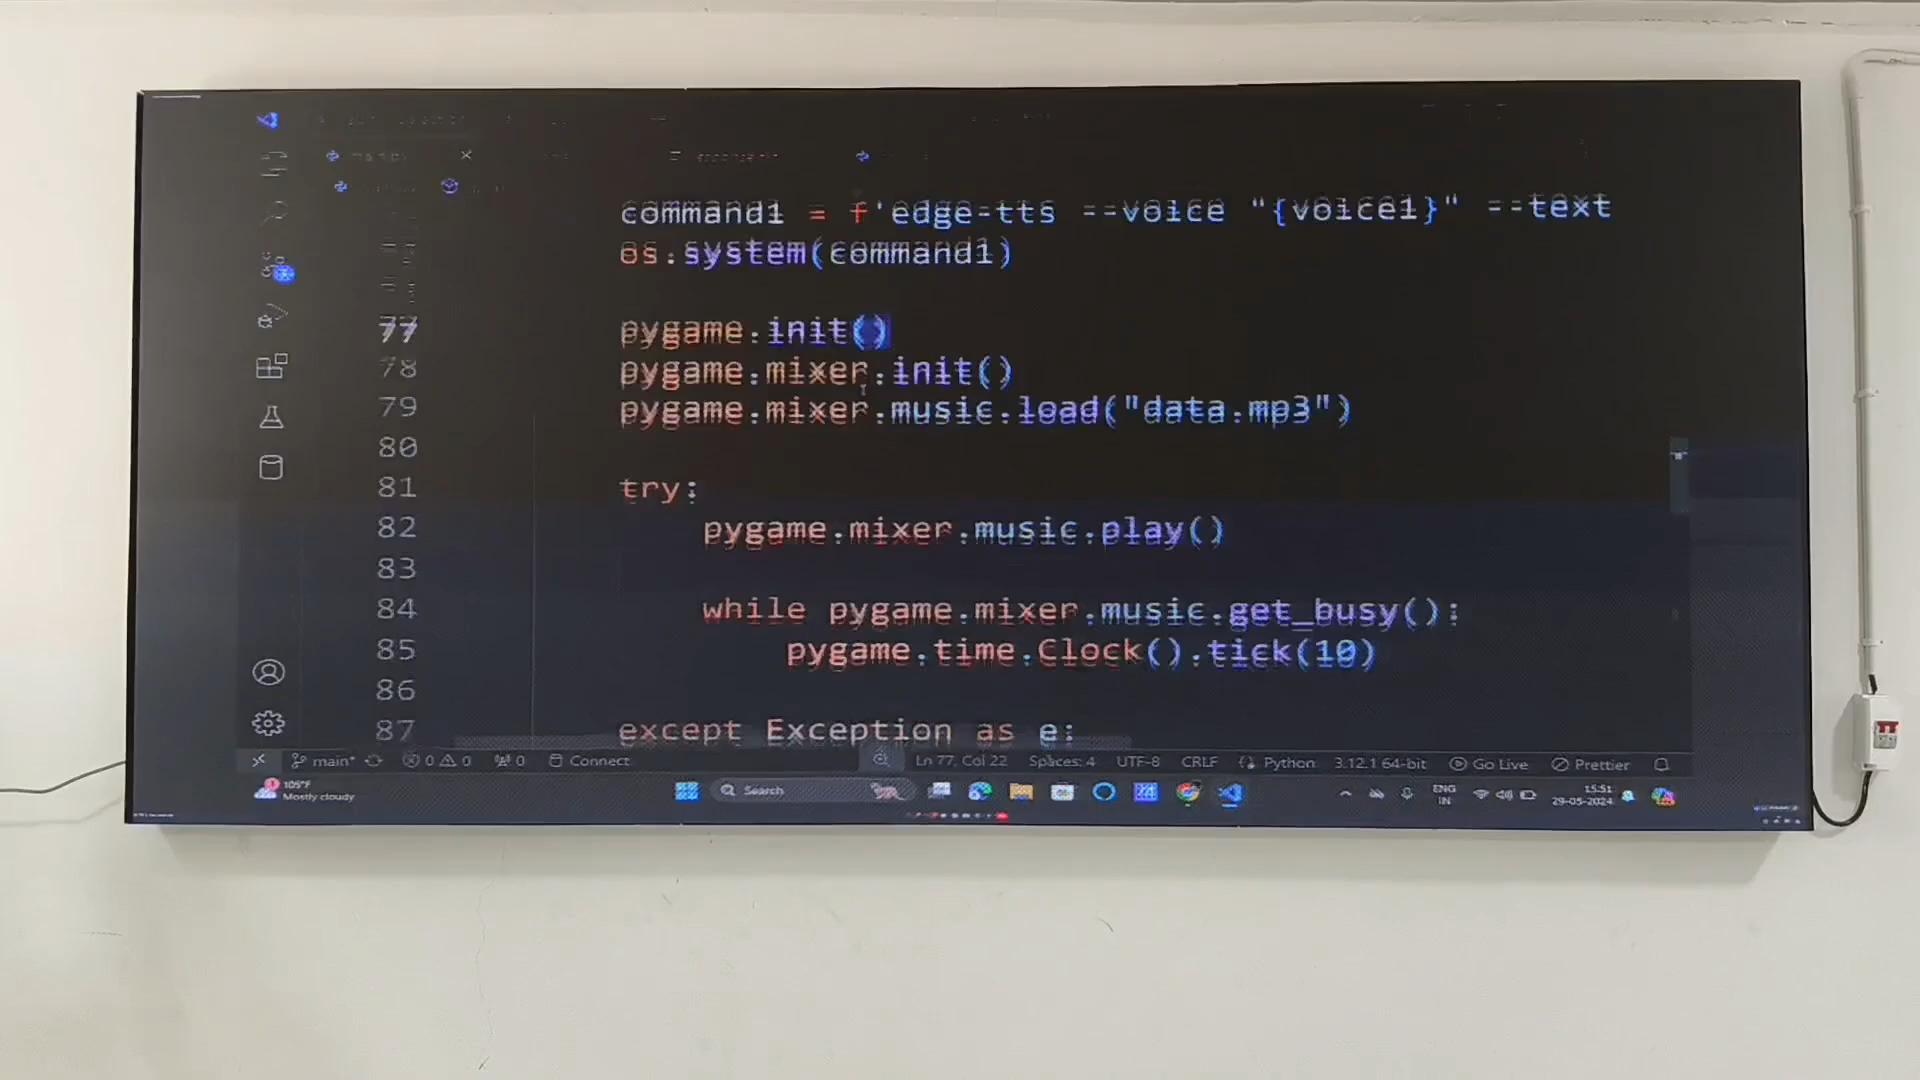 command1 = f'edge-tts --voice "{voice1}" --text
os.system(command1)
77 pygame.init()
78 pygame.mixer.init()
79 pygame.mixer.music.load("data.mp3")
80
81 try:
82 pygame.mixer.music.play()
83
84 while pygame.mixer.music.get_busy():
85 pygame.time.Clock().tick(10)
86
87 except Exception as e:
main* 0 0 0 Connect Ln 77, Col 22 Spaces: 4 UTF-8 CRLF Python 3.12.1 64-bit Go Live Prettier
105°F
Mostly cloudy
Search
ENG
IN
15:51
29-05-2024